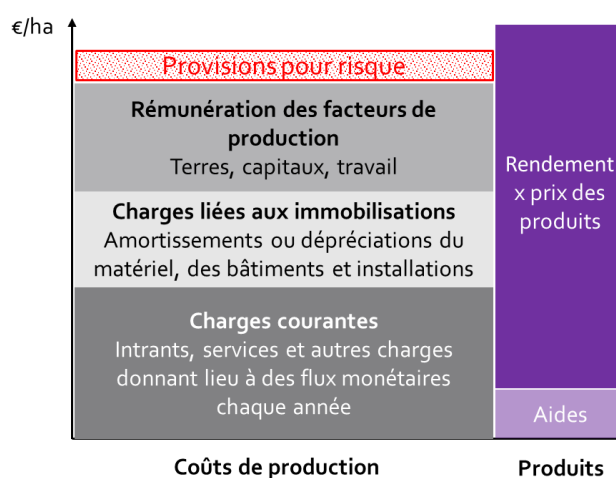 €/ha
Provisions pour risque
Rémunération des facteurs de
production
Terres, capitaux, travail
Charges liées aux immobilisations
Amortissements ou dépréciations du
matériel, des bâtiments et installations
Charges courantes
Intrants, services et autres charges
donnant lieu à des flux monétaires
chaque année
Rendement
x prix des
produits
Aides
Coûts de production
Produits